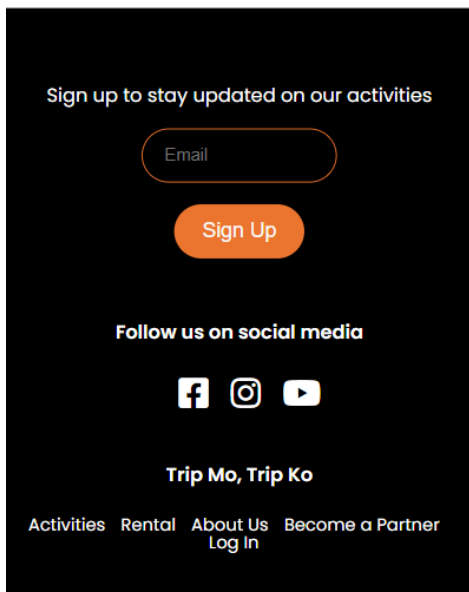 Sign up to stay updated on our activities
Email
Sign Up
Follow us on social media
Trip Mo, Trip Ko
Activities Rental About Us Become a Partner
Log In